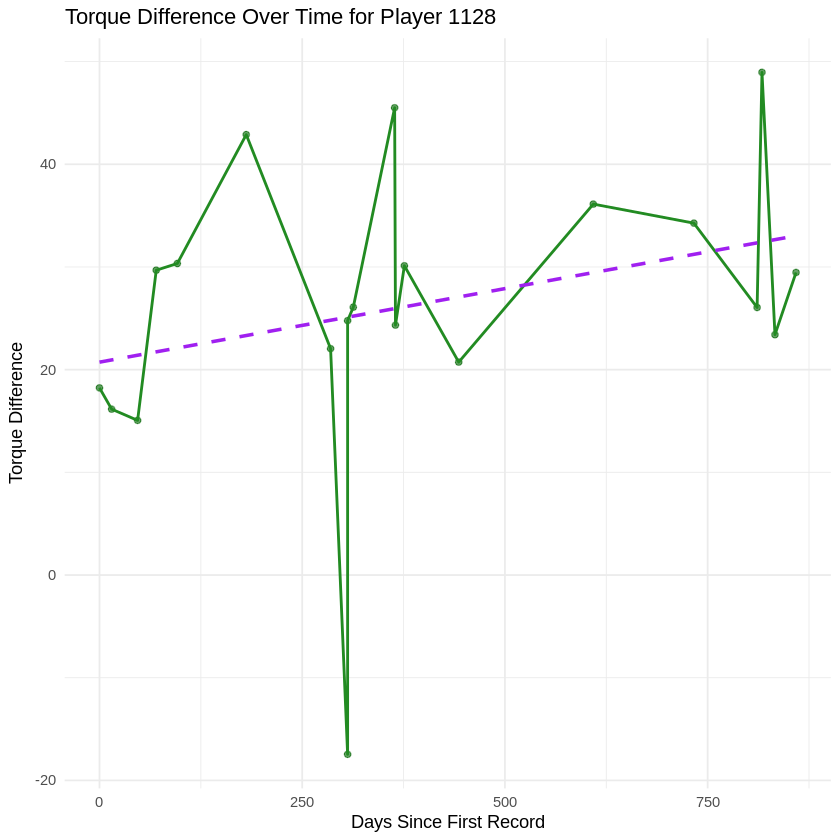 Torque Difference Over Time for Player 1128
Torque Difference
40
20
0
-20
0 250 500 750
Days Since First Record